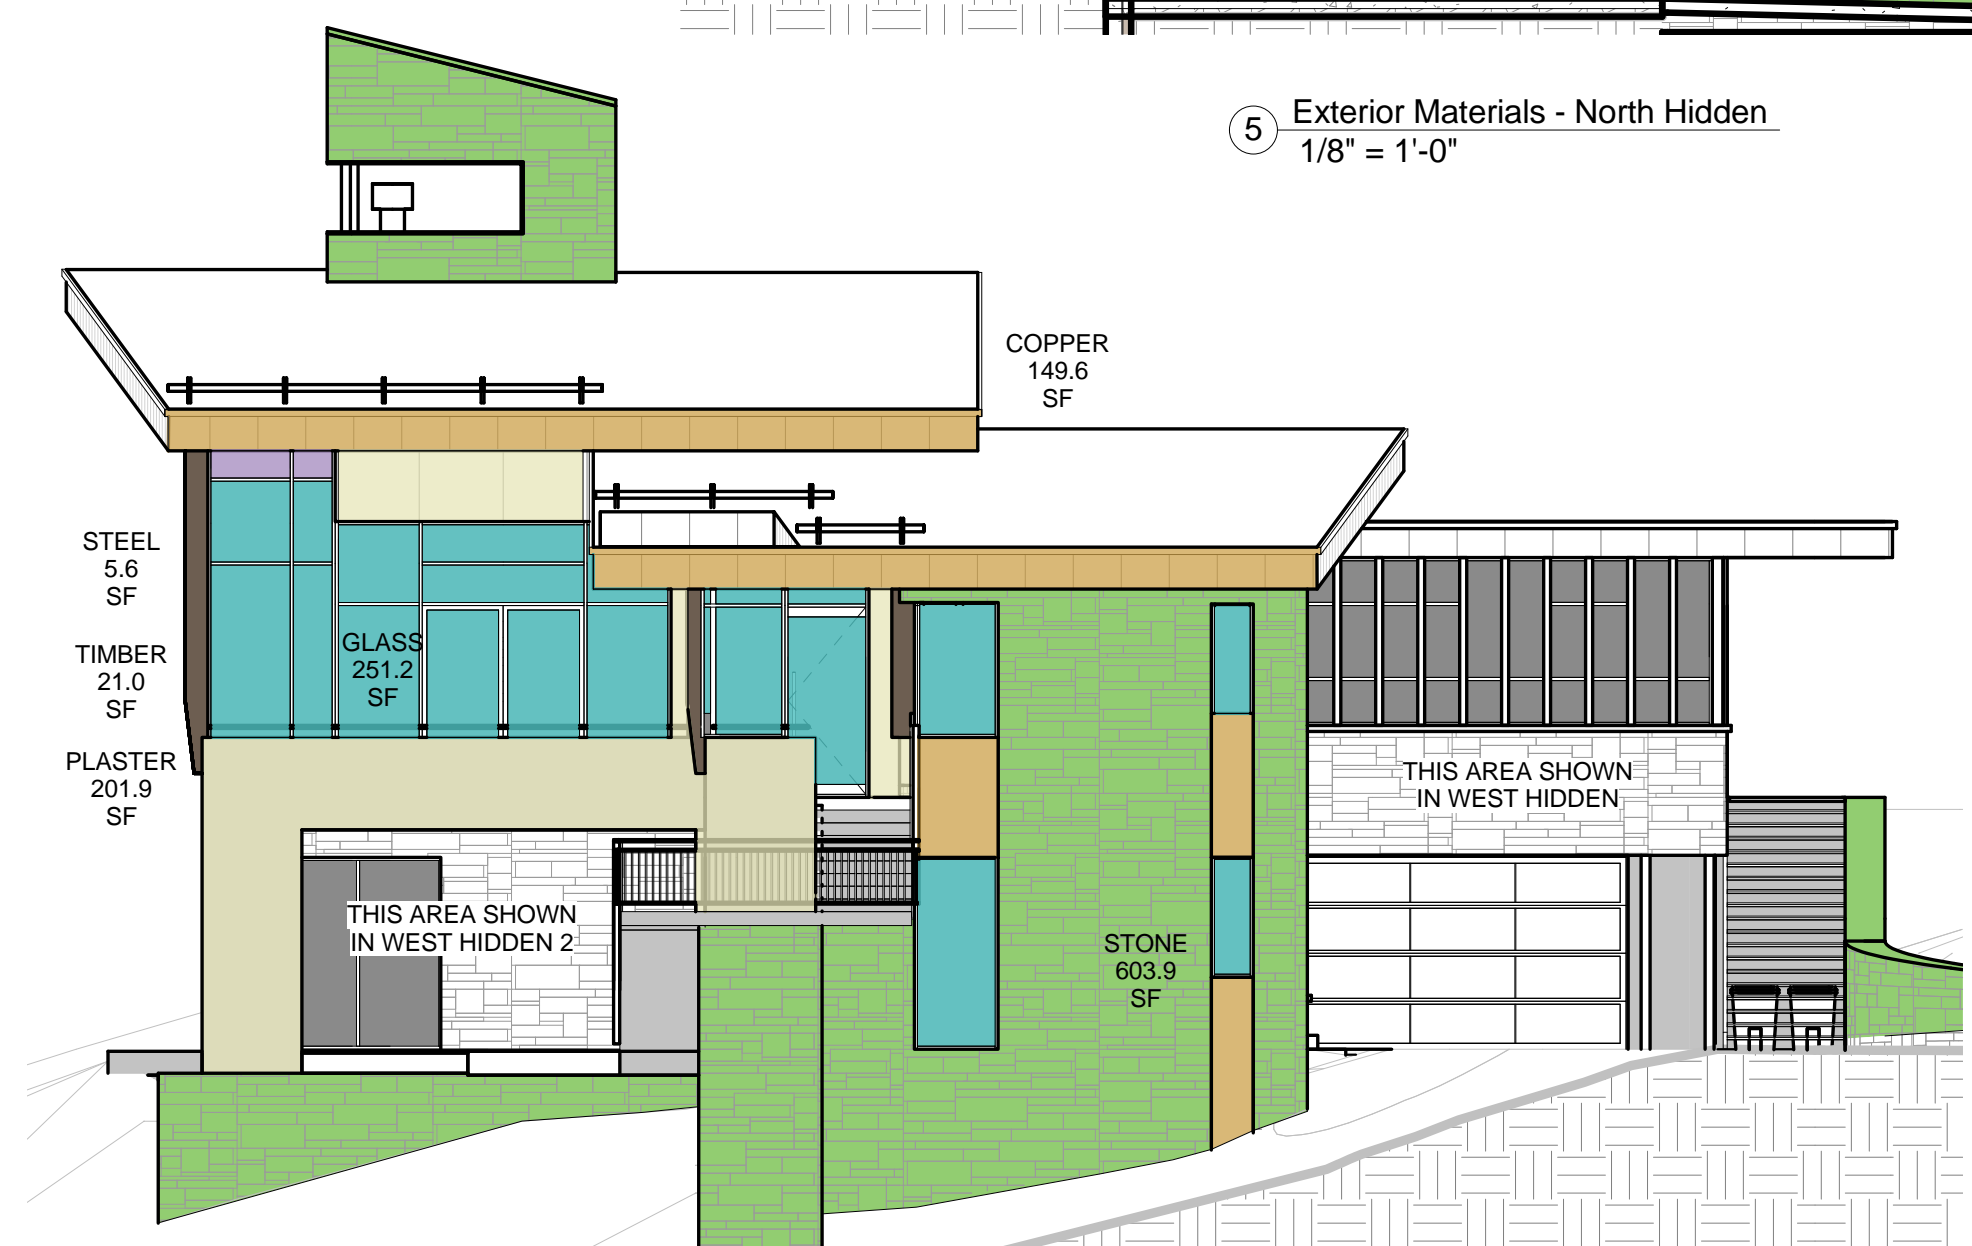 5
Exterior Materials - North Hidden
1/8" = 1'-0"
COPPER
149.6
SF
STEEL
5.6
SF
TIMBER
21.0
SF
PLASTER
201.9
SF
GLASS
251.2
SF
THIS AREA SHOWN
IN WEST HIDDEN
THIS AREA SHOWN
IN WEST HIDDEN 2
STONE
603.9
SF